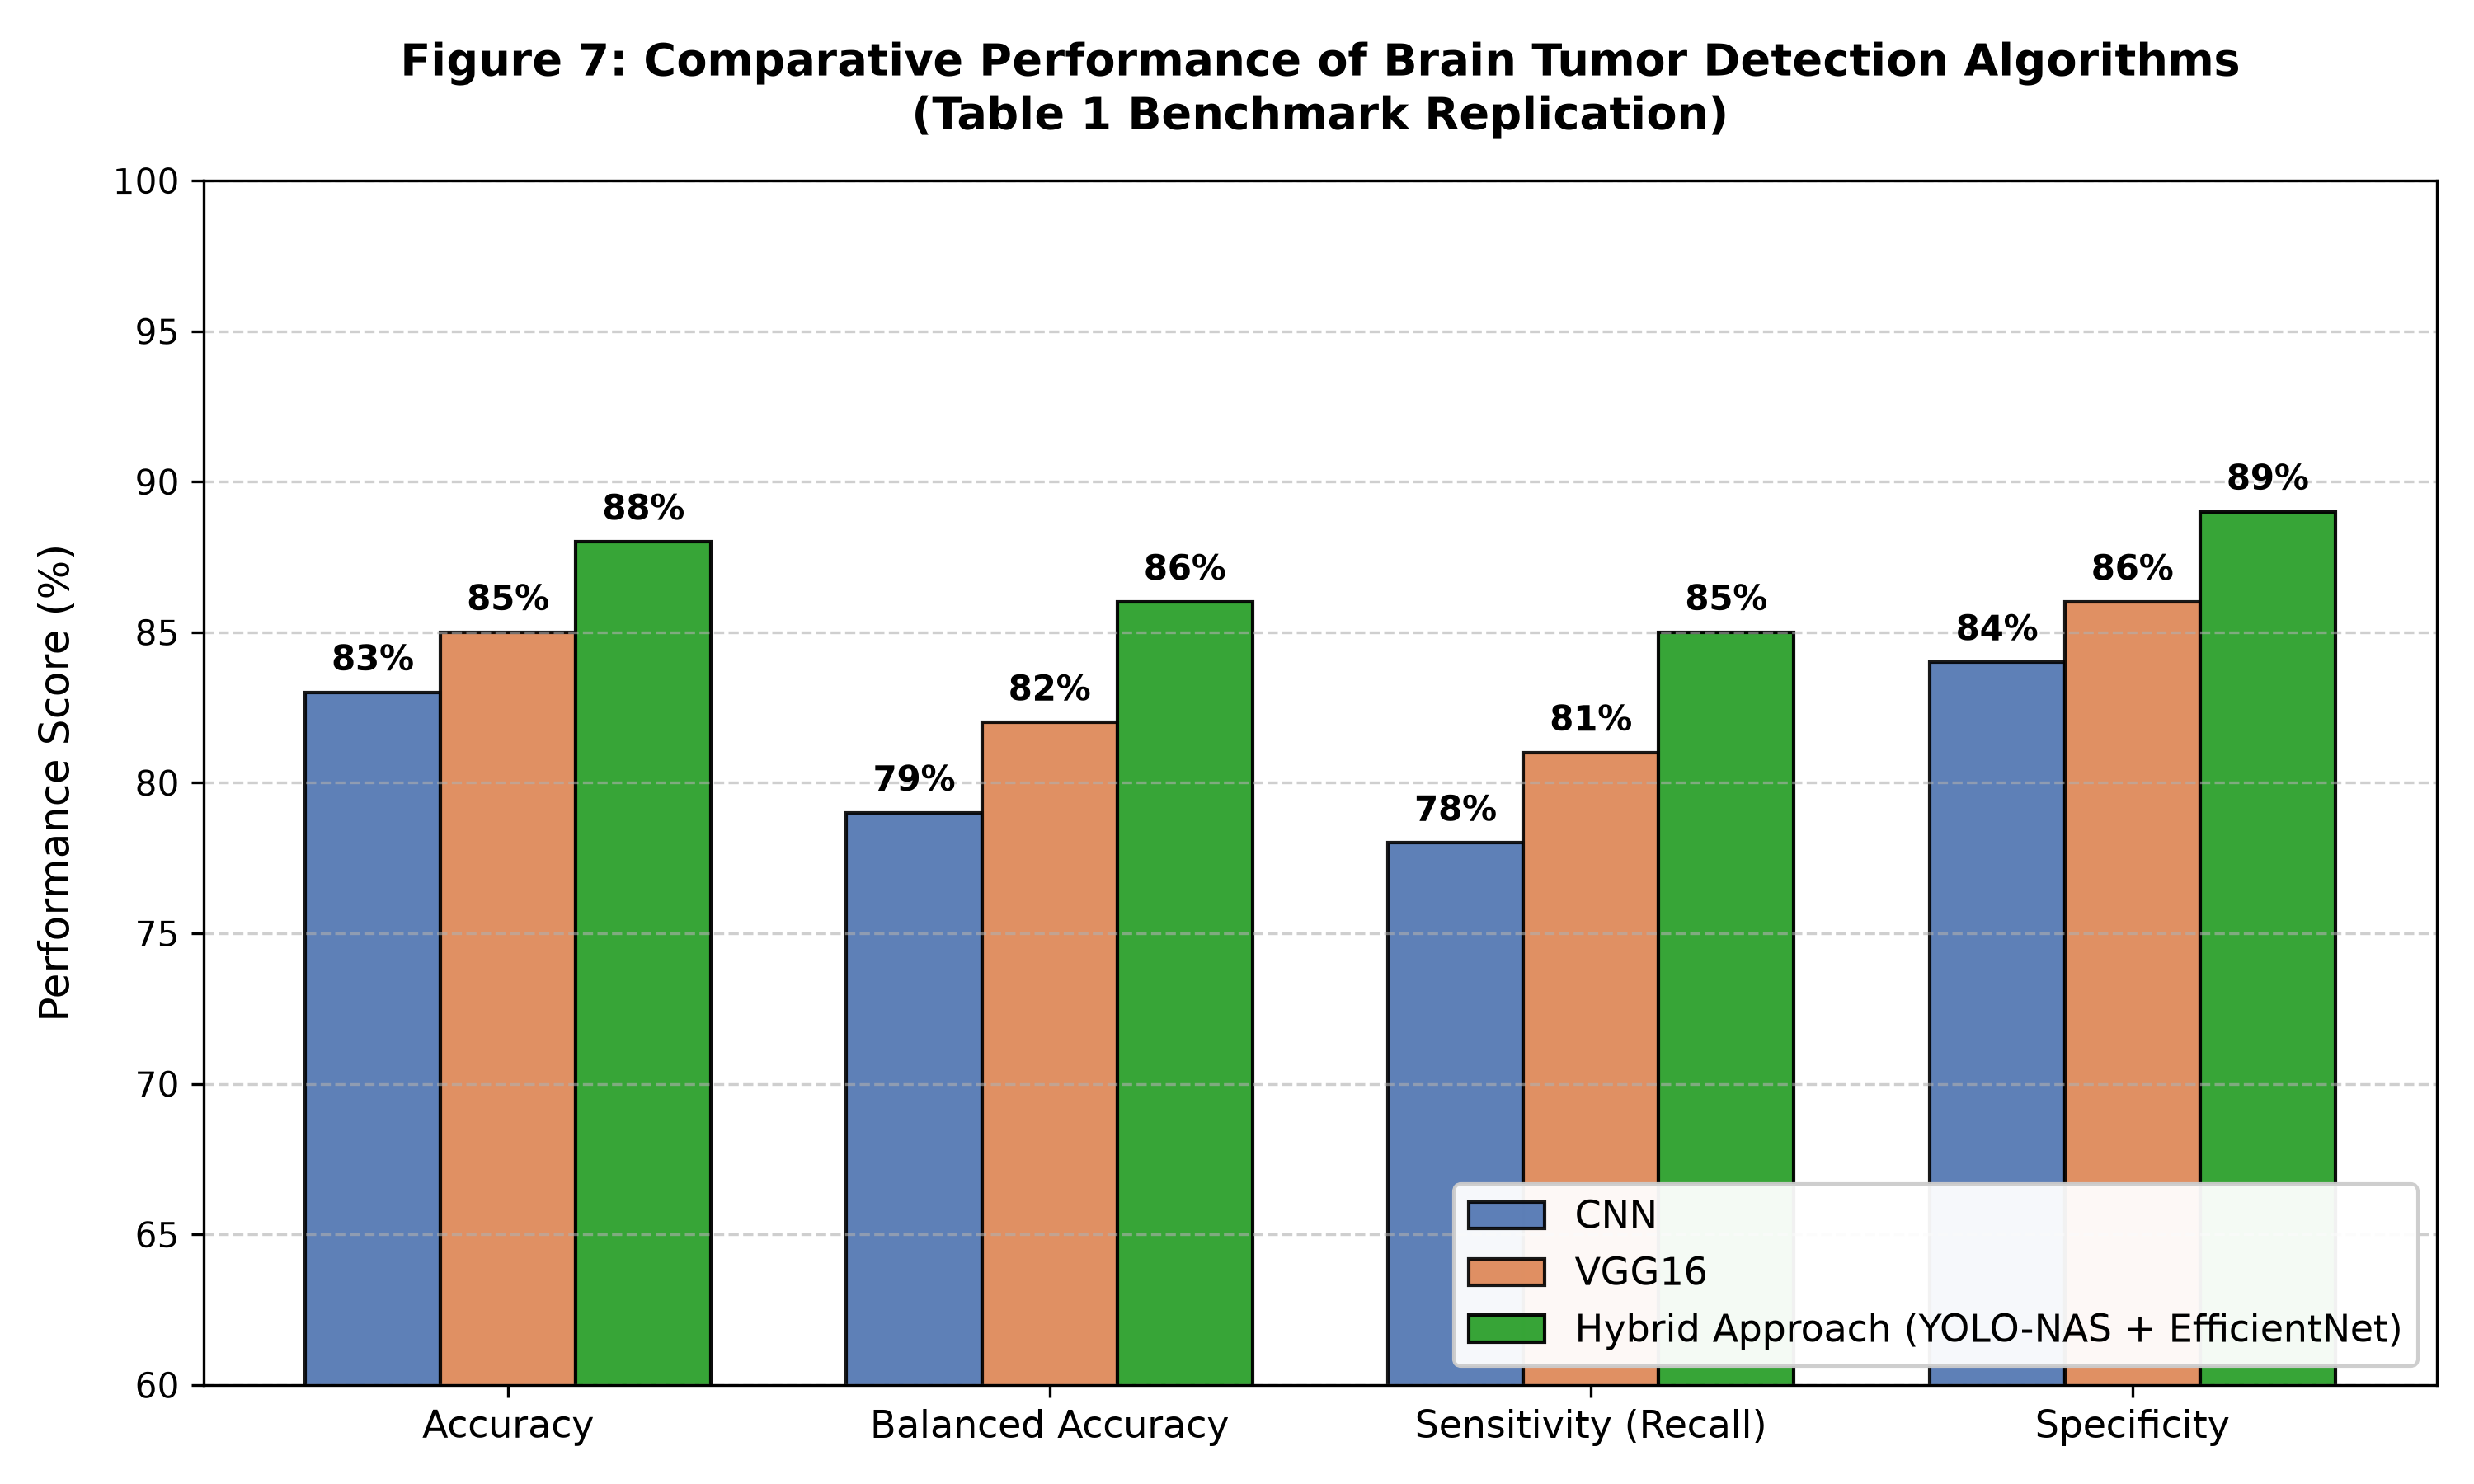 Figure 7: Comparative Performance of Brain Tumor Detection Algorithms
(Table 1 Benchmark Replication)
Performance Score (%)
100
95
90
85
80
75
70
65
60
83%
85%
88%
79%
82%
86%
78%
81%
85%
84%
86%
89%
CNN
VGG16
Hybrid Approach (YOLO-NAS + EfficientNet)
Accuracy
Balanced Accuracy
Sensitivity (Recall)
Specificity